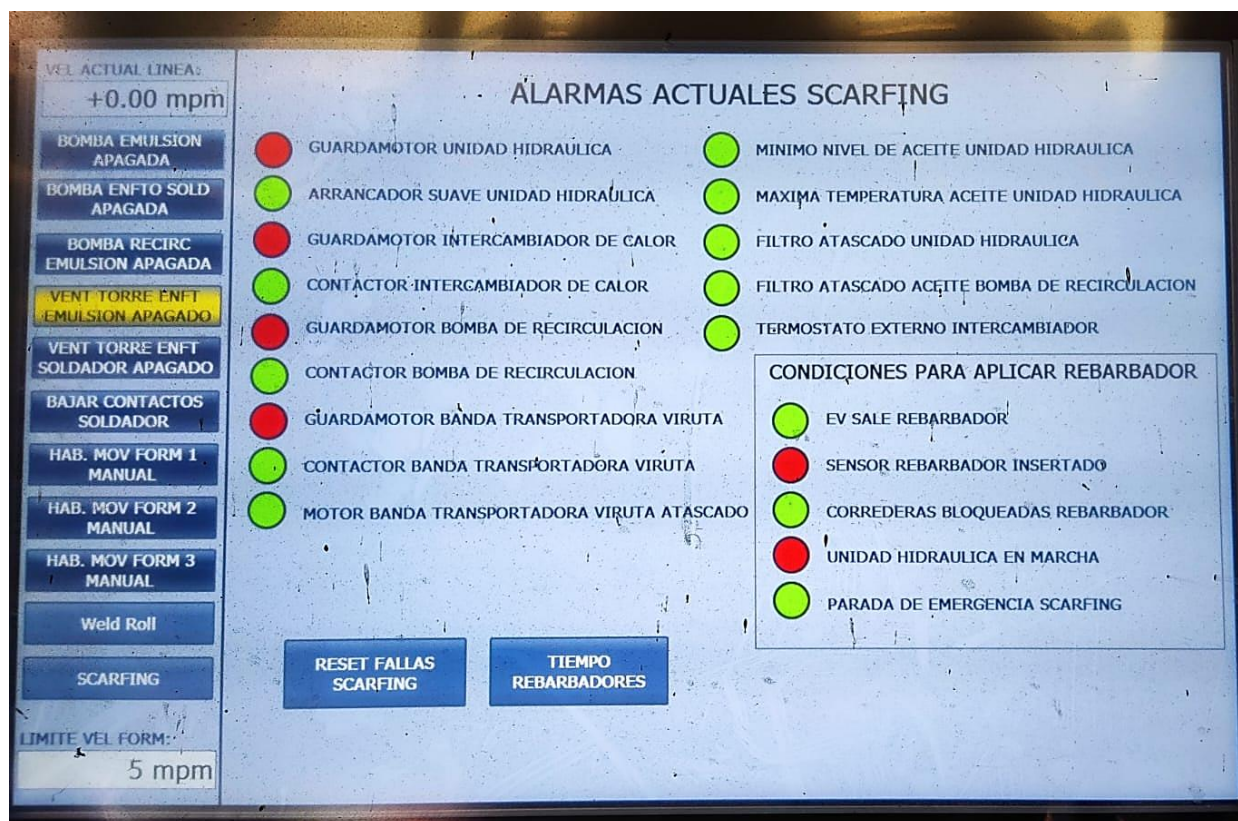 VEL ACTUAL LINEA:
+0.00 mpm
BOMBA EMULSION
APAGADA
BOMBA ENFTO SOLD
APAGADA
BOMBA RECIRC
EMULSION APAGADA
VENT TORRE ENFT
EMULSION APAGADO
VENT TORRE ENFT
SOLDADOR APAGADO
BAJAR CONTACTOS
SOLDADOR
HAB. MOV FORM 1
MANUAL
HAB. MOV FORM 2
MANUAL
HAB. MOV FORM 3
MANUAL
Weld Roll
SCARFING
LIMITE VEL FORM:
5 mpm
ALARMAS ACTUALES SCARFING
GUARDAMOTOR UNIDAD HIDRAULICA
ARRANCADOR SUAVE UNIDAD HIDRAULICA
GUARDAMOTOR INTERCAMBIADOR DE CALOR
CONTACTOR INTERCAMBIADOR DE CALOR
GUARDAMOTOR BOMBA DE RECIRCULACION
CONTACTOR BOMBA DE RECIRCULACION
GUARDAMOTOR BANDA TRANSPORTADORA VIRUTA
CONTACTOR BANDA TRANSPORTADORA VIRUTA
MOTOR BANDA TRANSPORTADORA VIRUTA ATASCADO
MINIMO NIVEL DE ACEITE UNIDAD HIDRAULICA
MAXIMA TEMPERATURA ACEITE UNIDAD HIDRAULICA
FILTRO ATASCADO UNIDAD HIDRAULICA
FILTRO ATASCADO ACEITE BOMBA DE RECIRCULACION
TERMOSTATO EXTERNO INTERCAMBIADOR
CONDICIONES PARA APLICAR REBARBADOR
EV SALE REBARBADOR
SENSOR REBARBADOR INSERTADO
CORREDERAS BLOQUEADAS REBARBADOR
UNIDAD HIDRAULICA EN MARCHA
PARADA DE EMERGENCIA SCARFING
RESET FALLAS
SCARFING
TIEMPO
REBARBADORES